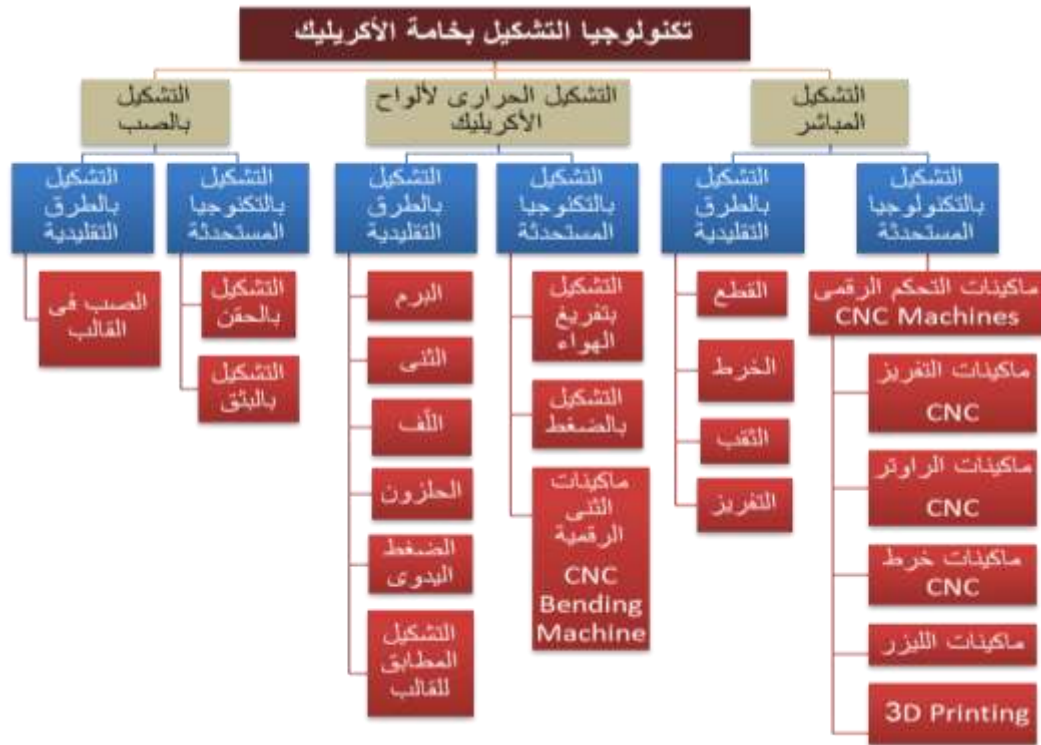 تكنولوجيا التشكيل بخامة الأكريليك
التشكيل
المباشر
التشكيل الحرارى لألواح
الأكريليك
التشكيل
بالصب
التشكيل
بالتكنولوجيا
المستحدثة
التشكيل
بالطرق
التقليدية
التشكيل
بالتكنوجيا
المستحدثة
التشكيل
بالطرق
التقليدية
التشكيل
بالتكنوجيا
المستحدثة
التشكيل
بالطرق
التقليدية
ماكينات التحكم الرقمى
CNC Machines
ماكينات التفريز
CNC
ماكينات الراوتر
CNC
ماكينات خرط
CNC
ماكينات الليزر
3D Printing
القطع
الخرط
الثقب
التفريز
التشكيل
بتفريغ
الهواء
التشكيل
بالضغط
ماكينات
الثنى
الرقمية
CNC
Bending
Machine
البرم
الثنى
اللّف
الحلزون
الضغط
اليدوى
التشكيل
المطابق
للقالب
التشكيل
بالحقن
التشكيل
بالبثق
الصب فى
القالب